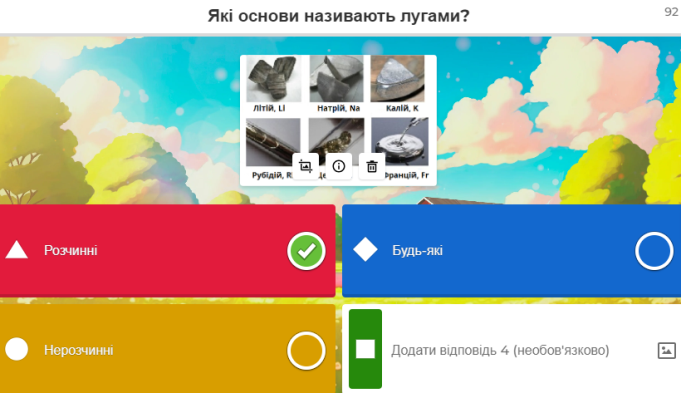 Які основи називають лугами?
92
Літій, Li Натрій, Na Калій, K
Рубідій, Францій, Fr
Розчинні
Будь-які
Нерозчинні
Додати відповідь 4 (необов'язково)